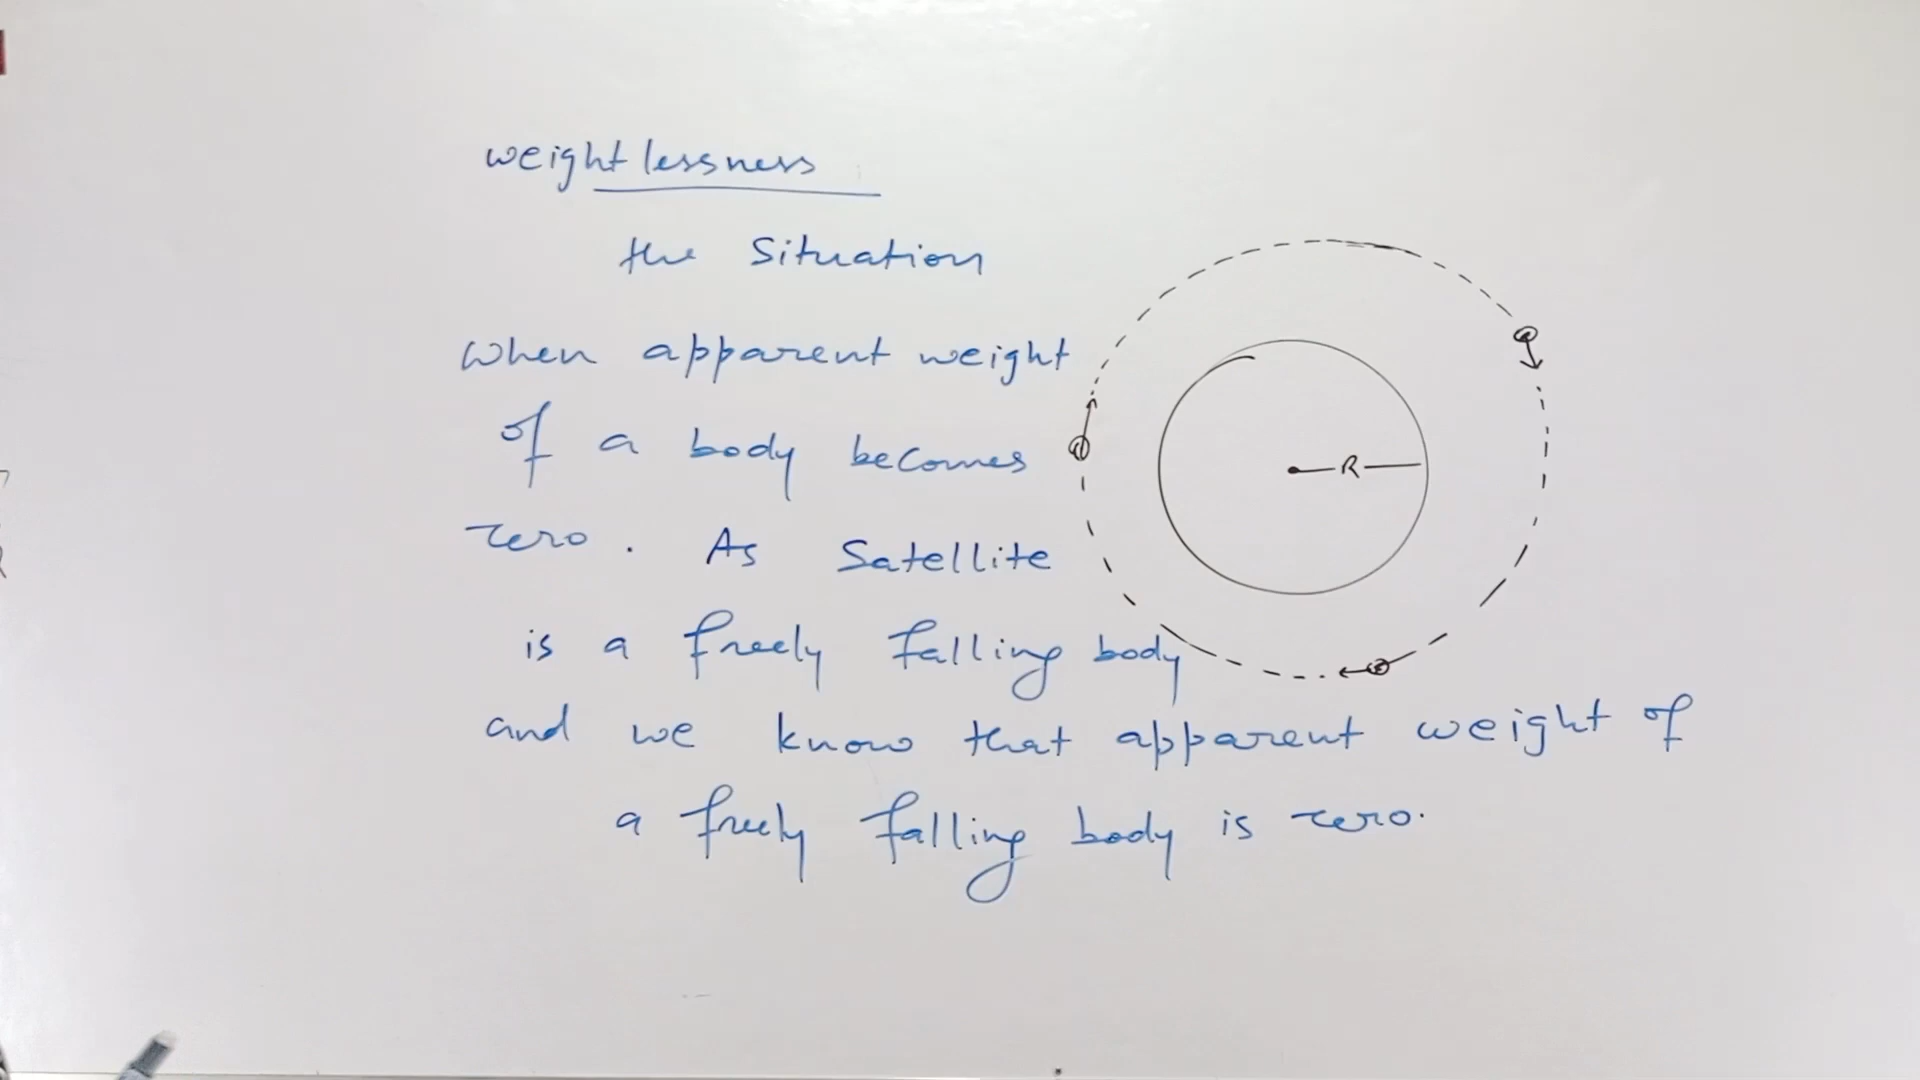 weightlessness
the Situation
when apparent weight
of a body becomes
zero. As Satellite
R
is a freely falling body
and we know that apparent weight of
a freely falling body is zero.